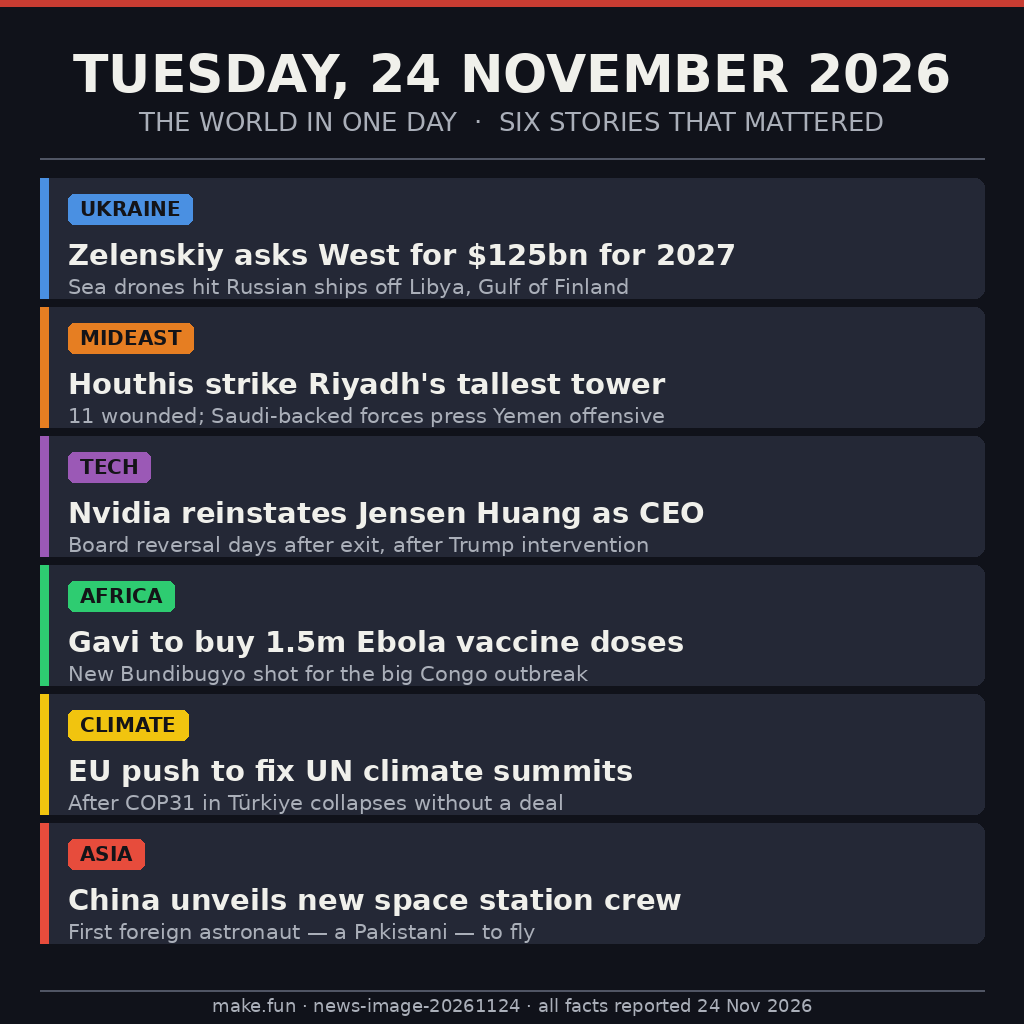 TUESDAY, 24 NOVEMBER 2026
THE WORLD IN ONE DAY · SIX STORIES THAT MATTERED
UKRAINE
Zelenskiy asks West for $125bn for 2027
Sea drones hit Russian ships off Libya, Gulf of Finland
MIDEAST
Houthis strike Riyadh's tallest tower
11 wounded; Saudi-backed forces press Yemen offensive
TECH
Nvidia reinstates Jensen Huang as CEO
Board reversal days after exit, after Trump intervention
AFRICA
Gavi to buy 1.5m Ebola vaccine doses
New Bundibugyo shot for the big Congo outbreak
CLIMATE
EU push to fix UN climate summits
After COP31 in Türkiye collapses without a deal
ASIA
China unveils new space station crew
First foreign astronaut — a Pakistani — to fly
make.fun · news-image-20261124 · all facts reported 24 Nov 2026